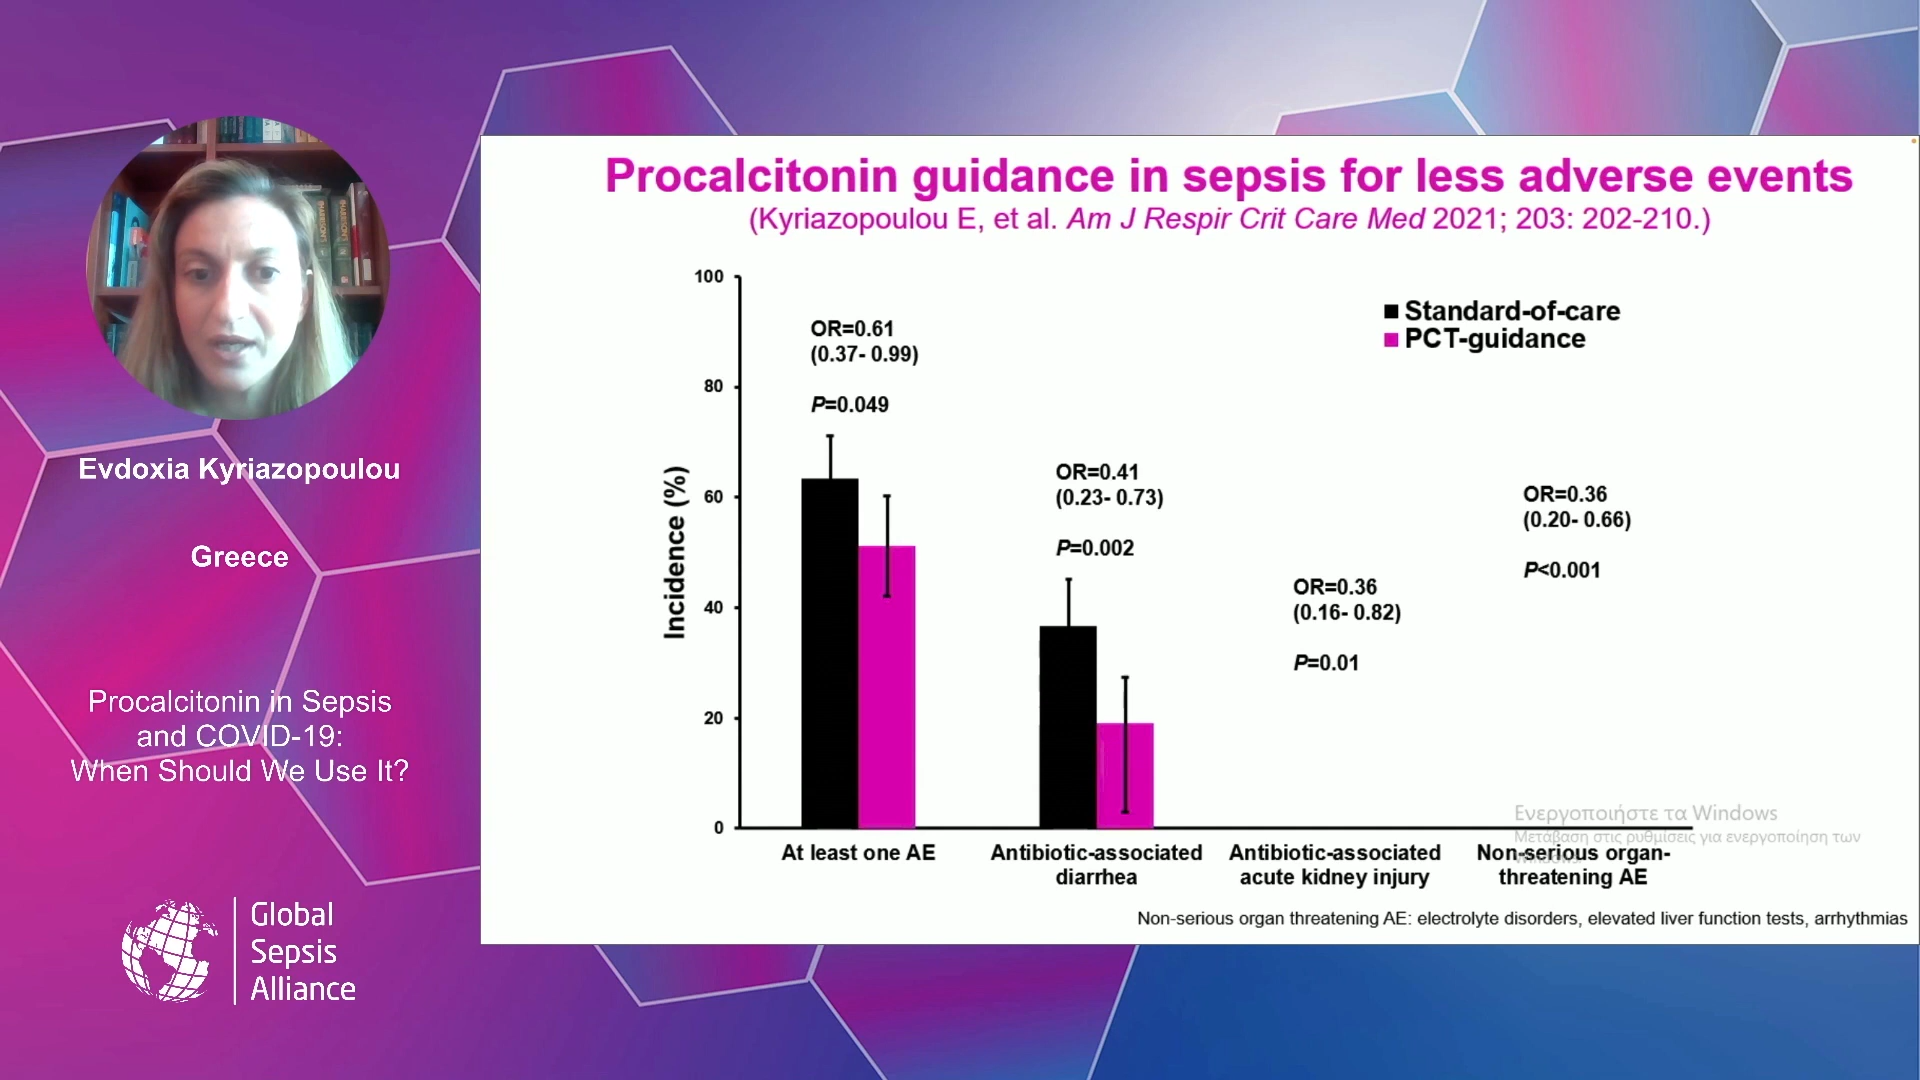 Procalcitonin guidance in sepsis for less adverse events
(Kyriazopoulou E, et al. Am J Respir Crit Care Med 2021; 203: 202-210.)
100
80
60
40
20
0
Incidence (%)
OR=0.61
(0.37- 0.99)
P=0.049
OR=0.41
(0.23- 0.73)
P=0.002
OR=0.36
(0.16- 0.82)
P=0.01
OR=0.36
(0.20- 0.66)
P<0.001
Standard-of-care
PCT-guidance
At least one AE
Antibiotic-associated
diarrhea
Antibiotic-associated
acute kidney injury
Non-serious organ-
threatening AE
Ενεργοποιήστε τα Windows
Μετάβαση στις ρυθμίσεις για ενεργοποίηση των
Non-serious organ threatening AE: electrolyte disorders, elevated liver function tests, arrhythmias
Evdoxia Kyriazopoulou
Greece
Procalcitonin in Sepsis
and COVID-19:
When Should We Use It?
Global
Sepsis
Alliance